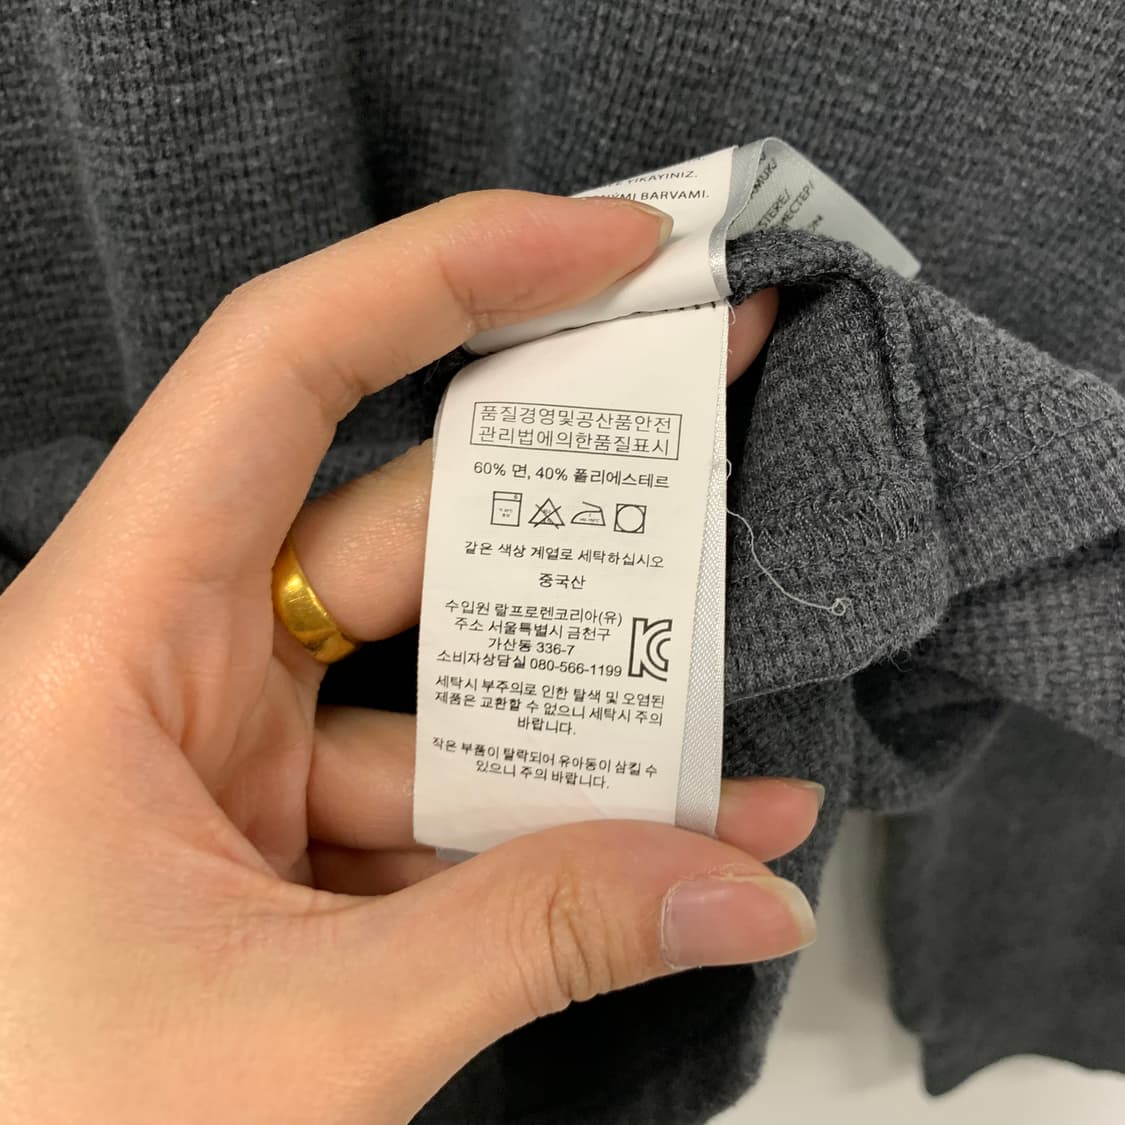 YIKAYINIZ.
BARVAMI.
품질경영및공산품안전
관리법에의한품질표시
60% 면, 40% 폴리에스테르
같은 색상 계열로 세탁하십시오
중국산
수입원 랄프로렌코리아(유)
주소 서울특별시 금천구
가산동 336-7
소비자상담실 080-566-1199
세탁시 부주의로 인한 탈색 및 오염된
제품은 교환할 수 없으니 세탁시 주의
바랍니다.
작은 부품이 탈락되어 유아동이 삼킬 수
있으니 주의 바랍니다.